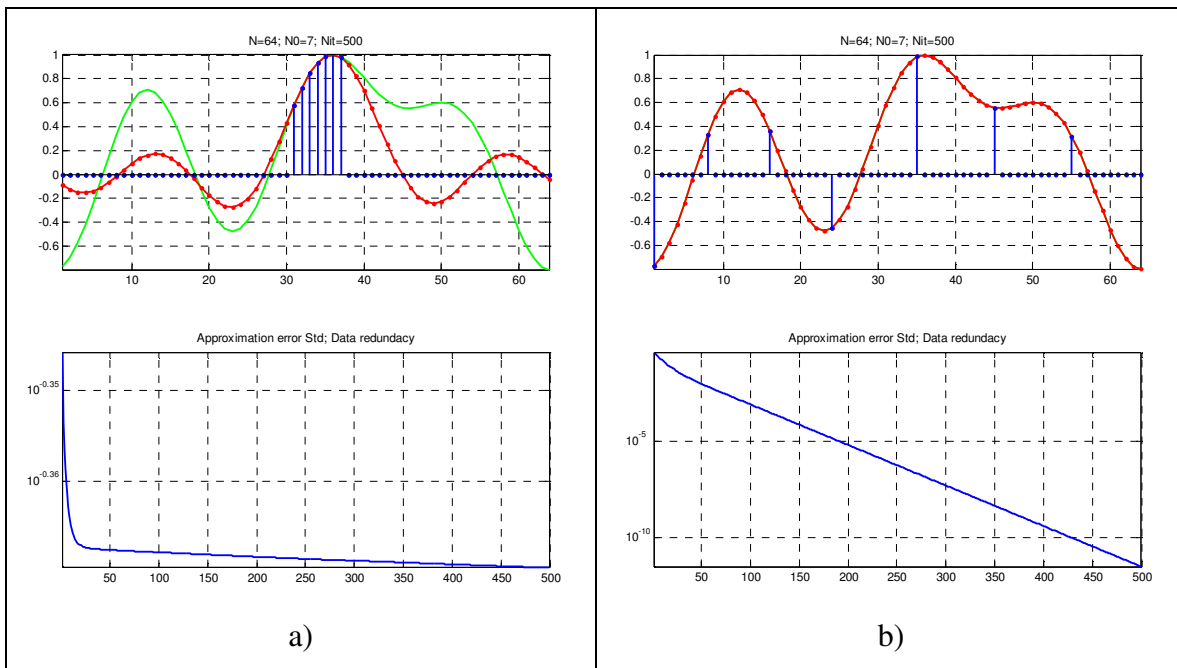 N=64; N0=7; Nit=500
1
0.8
0.6
0.4
0.2
0
-0.2
-0.4
-0.6
10 20 30 40 50 60
Approximation error Std; Data redundacy
10^-0.35
10^-0.36
50 100 150 200 250 300 350 400 450 500
a)
N=64; N0=7; Nit=500
1
0.8
0.6
0.4
0.2
0
-0.2
-0.4
-0.6
10 20 30 40 50 60
Approximation error Std; Data redundacy
10^-5
10^-10
50 100 150 200 250 300 350 400 450 500
b)